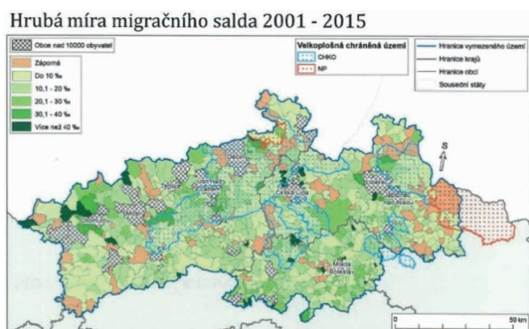 Hrubá míra migračního salda 2001 - 2015
Obce nad 10000 obyvatel
Záporná
Do 10 ‰
10,1 - 20 ‰
20,1 - 30 ‰
30,1 - 40 ‰
Více než 40 ‰
Velkoplošná chráněná území
CHKO
NP
Hranice vymezeného území
Hranice krajů
Hranice obcí
Sousední státy
S
Mladá
Boleslav
0
50 km